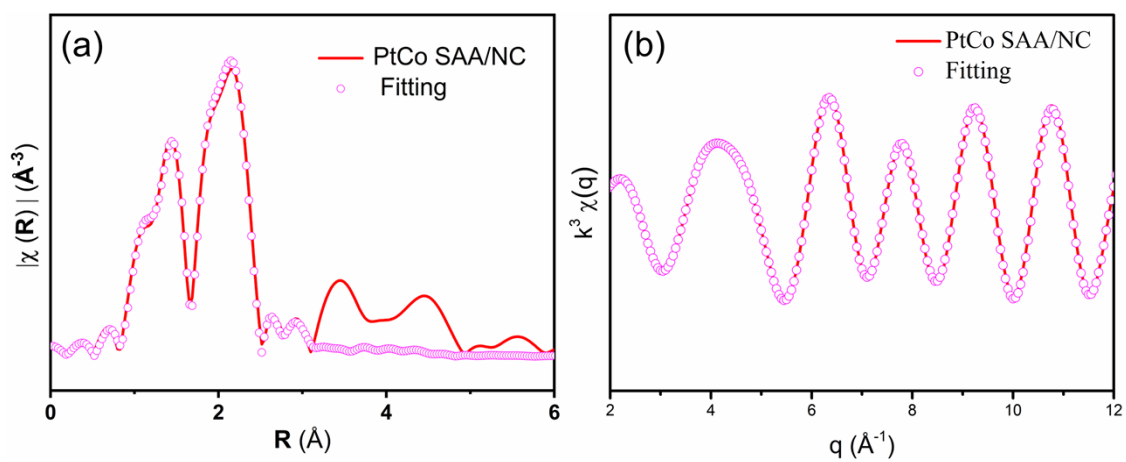 (a)
PtCo SAA/NC
Fitting
|χ (R) | (Å-3)
0
2
4
6
R (Å)
(b)
PtCo SAA/NC
Fitting
k3 χ(q)
2
4
6
8
10
12
q (Å-1)